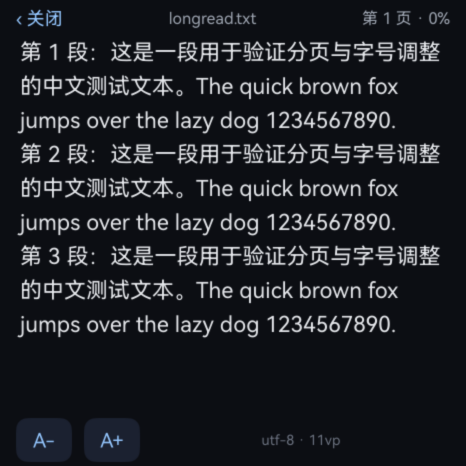 ‹ 关闭 longread.txt 第 1 页 · 0%
第 1 段：这是一段用于验证分页与字号调整
的中文测试文本。The quick brown fox
jumps over the lazy dog 1234567890.
第 2 段：这是一段用于验证分页与字号调整
的中文测试文本。The quick brown fox
jumps over the lazy dog 1234567890.
第 3 段：这是一段用于验证分页与字号调整
的中文测试文本。The quick brown fox
jumps over the lazy dog 1234567890.
A- A+ utf-8 · 11vp